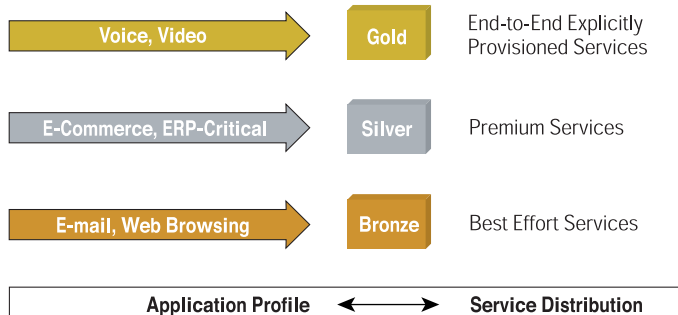 Voice, Video
Gold
End-to-End Explicitly
Provisioned Services
E-Commerce, ERP-Critical
Silver
Premium Services
E-mail, Web Browsing
Bronze
Best Effort Services
Application Profile
Service Distribution